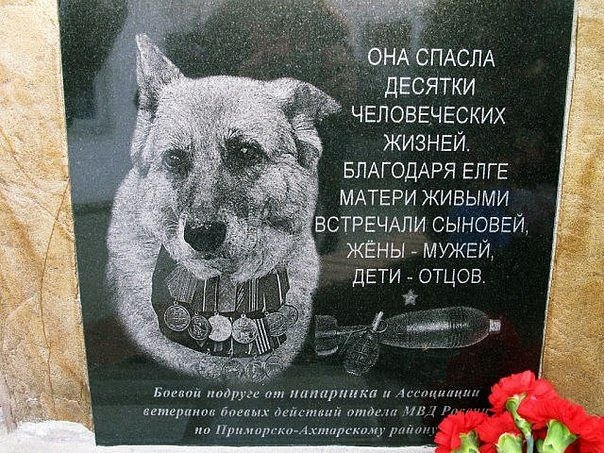 ОНА СПАСЛА
ДЕСЯТКИ
ЧЕЛОВЕЧЕСКИХ
ЖИЗНЕЙ.
БЛАГОДАРЯ ЕЛГЕ
МАТЕРИ ЖИВЫМИ
ВСТРЕЧАЛИ СЫНОВЕЙ,
ЖЁНЫ - МУЖЕЙ,
ДЕТИ - ОТЦОВ.
Боевой подруге от напарника и Ассоциации
ветеранов боевых действий отдела МВД России
по Приморско-Ахтарскому району